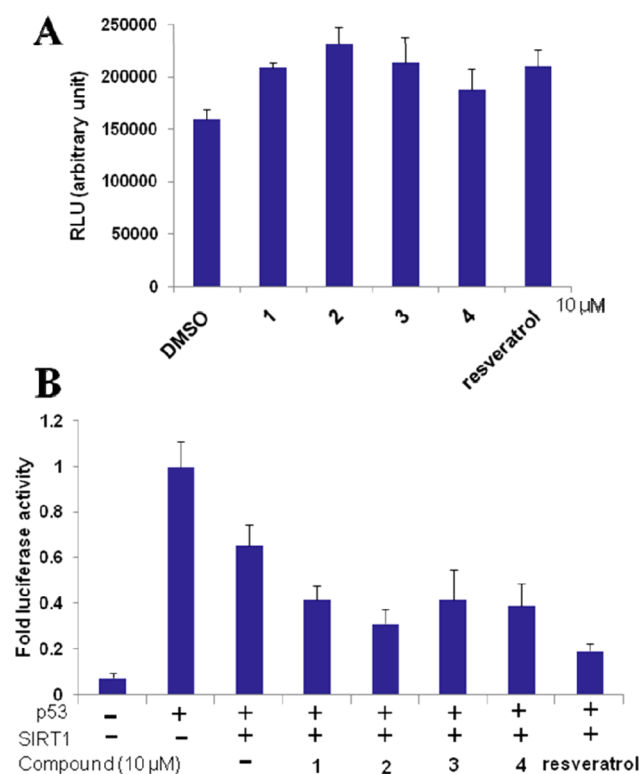 A
RLU (arbitrary unit)
250000
200000
150000
100000
50000
0
DMSO 1 2 3 4 resveratrol 10 µM
B
Fold luciferase activity
1.2
1
0.8
0.6
0.4
0.2
0
p53 – + + + + + + +
SIRT1 – – + + + + + +
Compound (10 µM) – 1 2 3 4 resveratrol